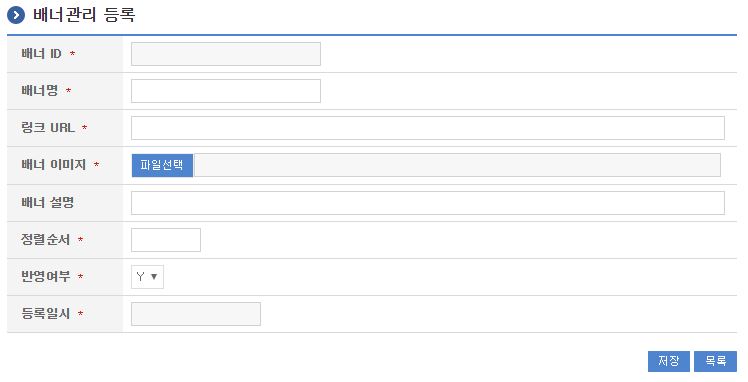 배너관리 등록
배너 ID *
배너명 *
링크 URL *
배너 이미지 * 파일선택
배너 설명
정렬순서 *
반영여부 * Y ▼
등록일시 *
저장 목록